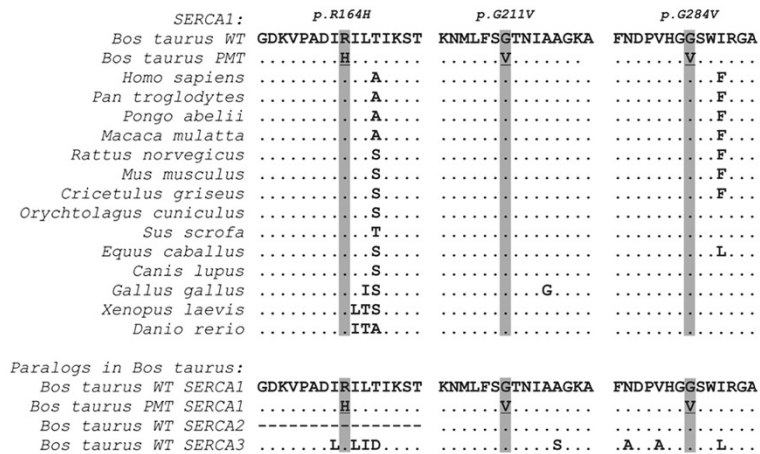 SERCA1: p.R164H p.G211V p.G284V
Bos taurus WT GDKVPADIRILTIKST KNMLFSGTNIAAGKA FNDPVHGGSWIRGA
Bos taurus PMT ........H....... ......V........ .......V......
Homo sapiens ...........A.... ............... ..........F...
Pan troglodytes ...........A.... ............... ..........F...
Pongo abelii ...........A.... ............... ..........F...
Macaca mulatta ...........A.... ............... ..........F...
Rattus norvegicus ...........S.... ............... ..........F...
Mus musculus ...........S.... ............... ..........F...
Cricetulus griseus ...........S.... ............... ..........F...
Orychtolagus cuniculus ...........S.... ............... ..............
Sus scrofa ...........T.... ............... ..............
Equus caballus ...........S.... ............... ..........L...
Canis lupus ...........S.... ............... ..............
Gallus gallus ..........IS.... ..........G.... ..............
Xenopus laevis .........LTS.... ............... ..............
Danio rerio .........ITA.... ............... ..............
Paralogs in Bos taurus:
Bos taurus WT SERCA1 GDKVPADIRILTIKST KNMLFSGTNIAAGKA FNDPVHGGSWIRGA
Bos taurus PMT SERCA1 ........H....... ......V........ .......V......
Bos taurus WT SERCA2 ---------------- ............... ..............
Bos taurus WT SERCA3 .......L.LID.... ...........S... .A..A.....L...